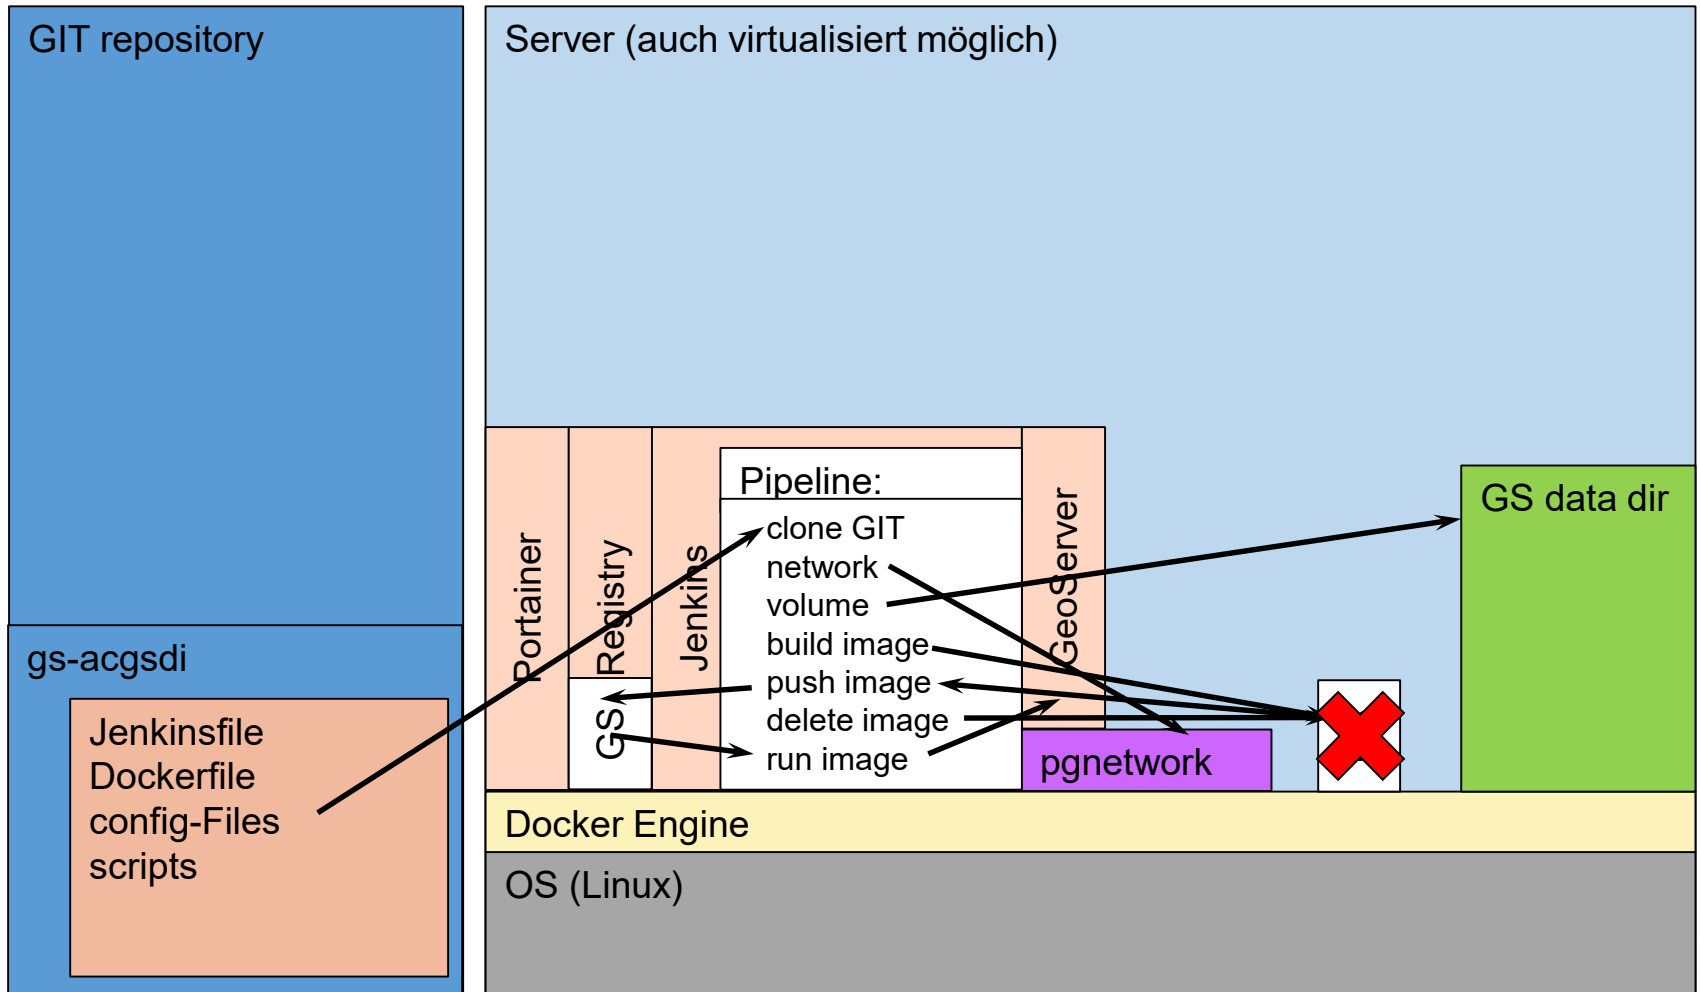 GIT repository
gs-acgsdi
Jenkinsfile
Dockerfile
config-Files
scripts
Server (auch virtualisiert möglich)
Portainer
Registry
GS
Jenkins
Pipeline:
clone GIT
network
volume
build image
push image
delete image
run image
GeoServer
pgnetwork
GS data dir
Docker Engine
OS (Linux)